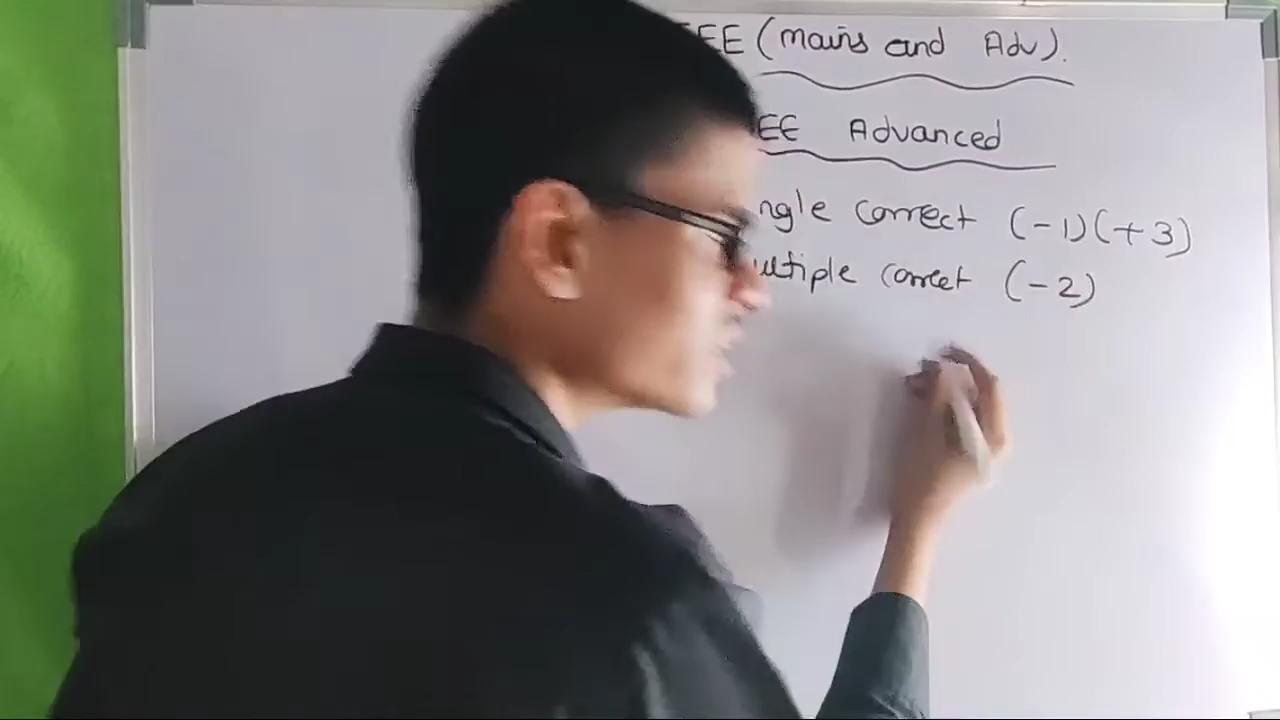 EE (mains and Adv).
EE Advanced
ngle correct (-1)(+3)
ultiple correct (-2)